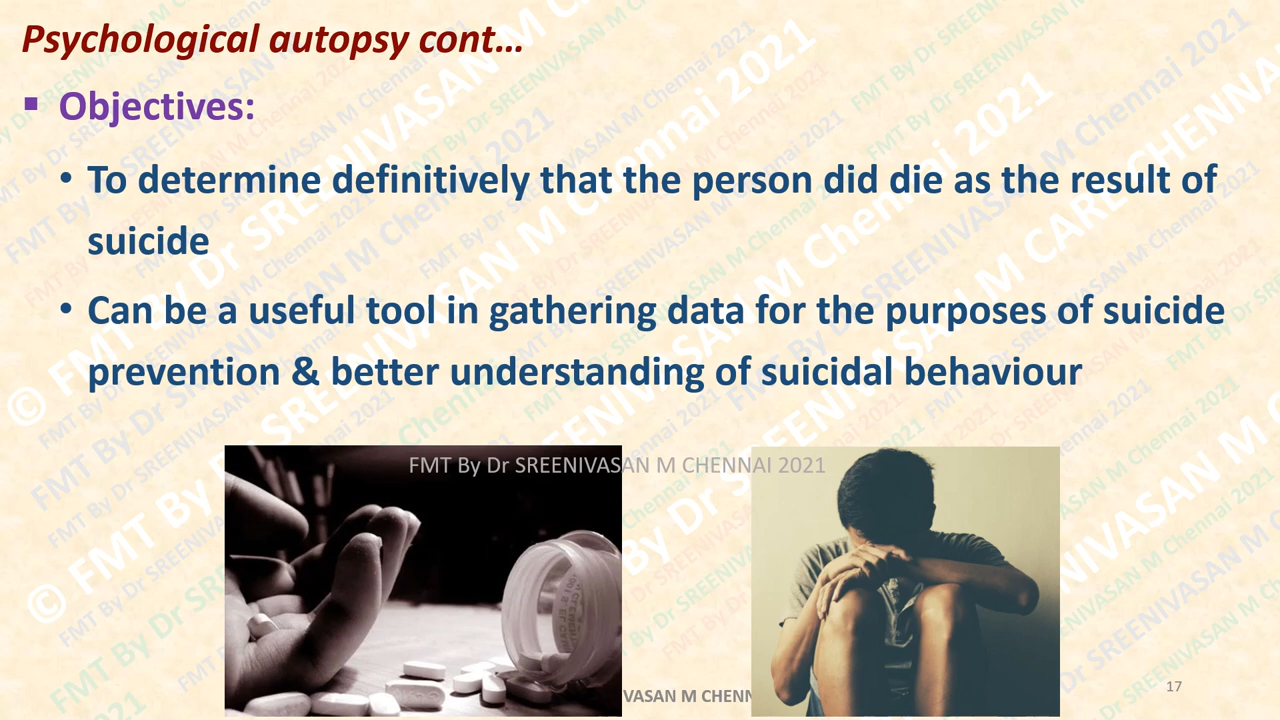 Psychological autopsy cont…
▪ Objectives:
• To determine definitively that the person did die as the result of
suicide
• Can be a useful tool in gathering data for the purposes of suicide
prevention & better understanding of suicidal behaviour
FMT By Dr SREENIVASAN M CHENNAI 2021
VASAN M CHENN
17